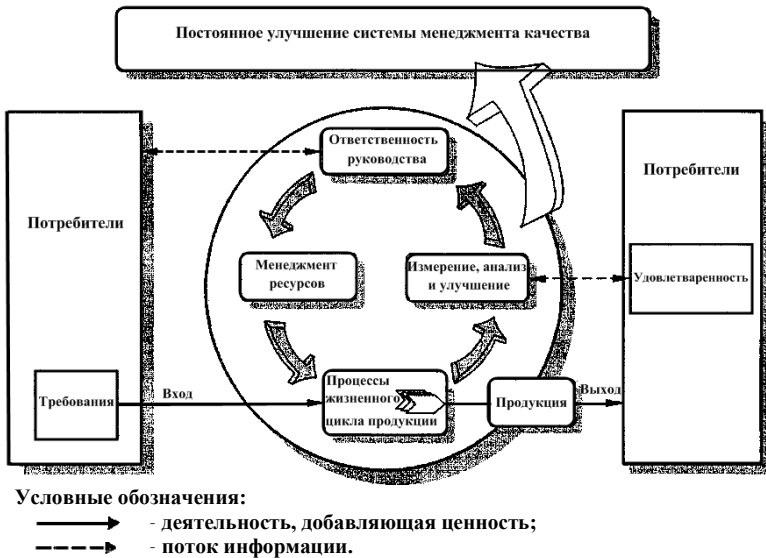 Постоянное улучшение системы менеджмента качества
Ответственность
руководства
Потребители
Потребители
Менеджмент
ресурсов
Измерение, анализ
и улучшение
Удовлетваренность
Требования
Вход
Процессы
жизненного
цикла продукции
Продукция
Выход
Условные обозначения:
- деятельность, добавляющая ценность;
- поток информации.